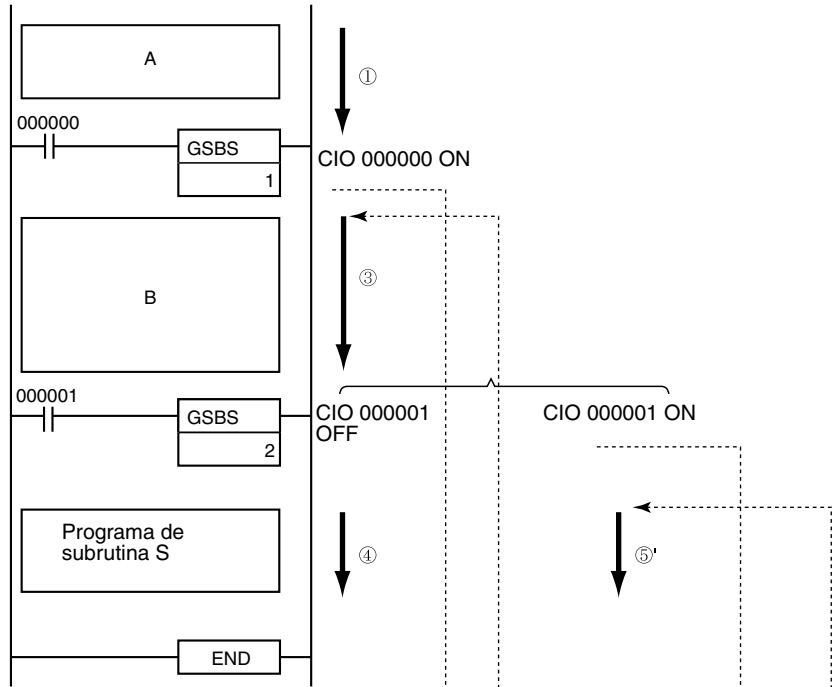 A
①
000000
GSBS
1
CIO 000000 ON
③
B
000001
GSBS
2
CIO 000001
OFF
CIO 000001 ON
Programa de
subrutina S
④
⑤'
END